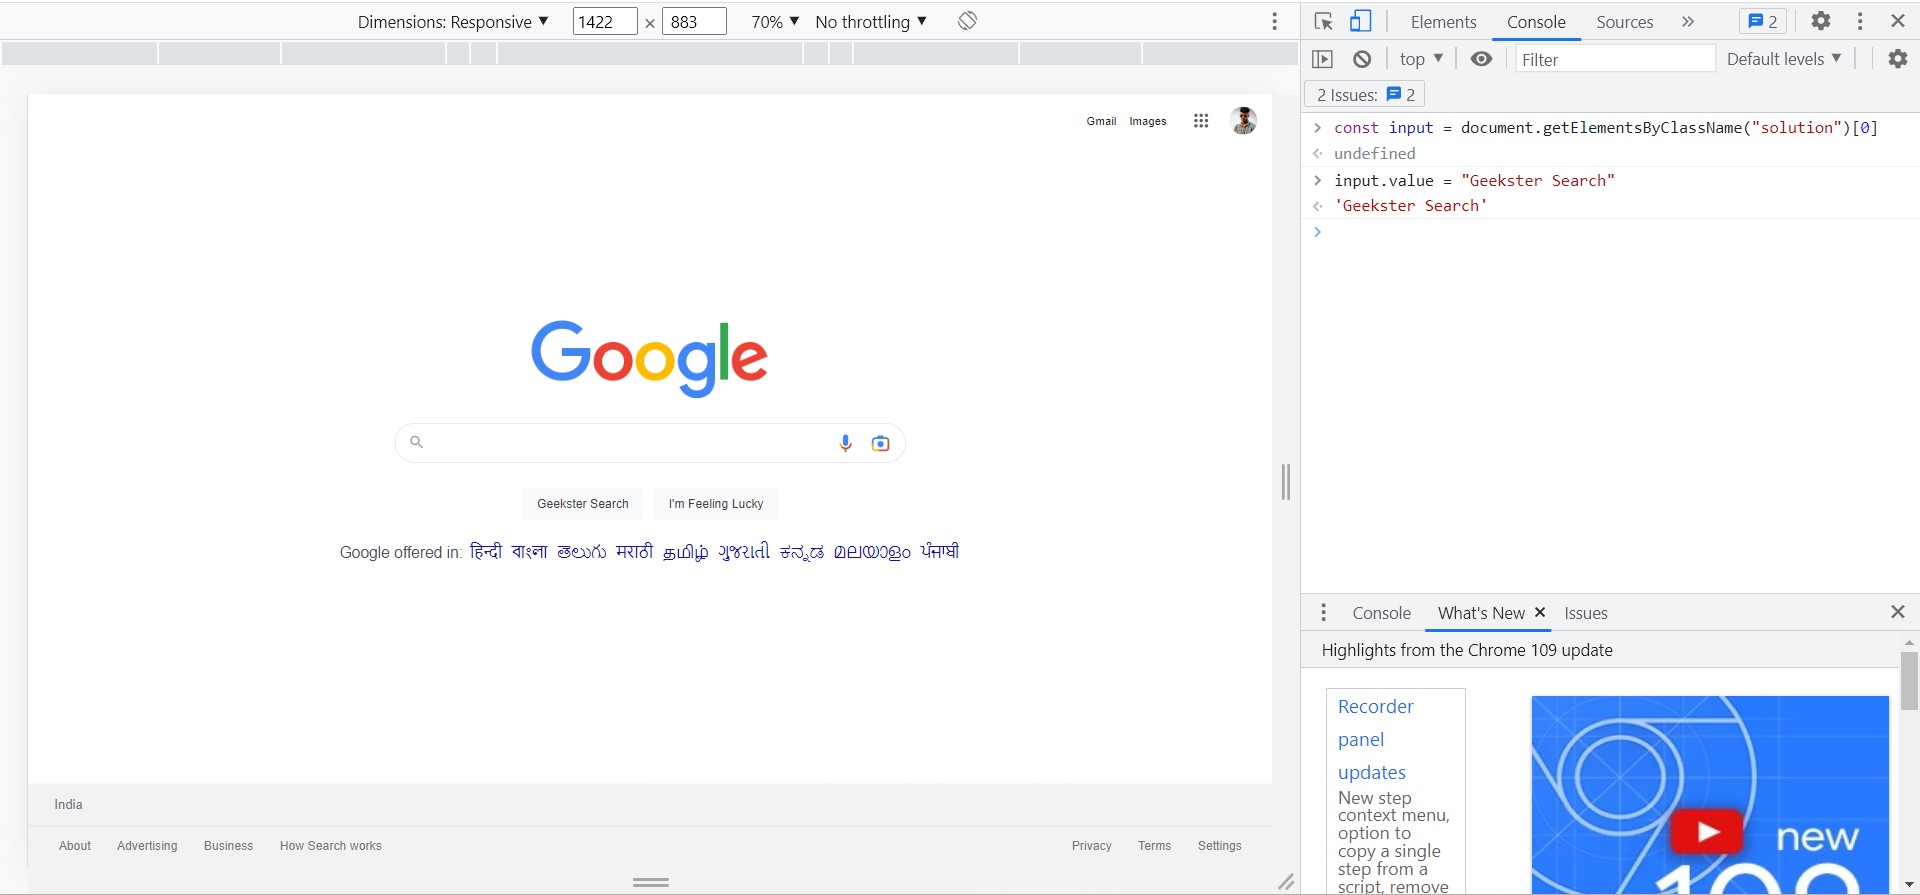 Dimensions: Responsive ▼ 1422 × 883 70% ▼ No throttling ▼
Elements Console Sources » 2
top ▼ Filter Default levels ▼
2 Issues: 2
const input = document.getElementsByClassName("solution")[0]
undefined
input.value = "Geekster Search"
'Geekster Search'
Gmail Images
Google
Geekster Search I'm Feeling Lucky
Google offered in: हिन्दी বাংলা తెలుగు मराठी தமிழ் ગુજરાતી ಕನ್ನಡ മലയാളം ਪੰਜਾਬੀ
India
About Advertising Business How Search works Privacy Terms Settings
Console What's New × Issues
Highlights from the Chrome 109 update
Recorder
panel
updates
New step
context menu,
option to
copy a single
step from a
script, remove
new
109